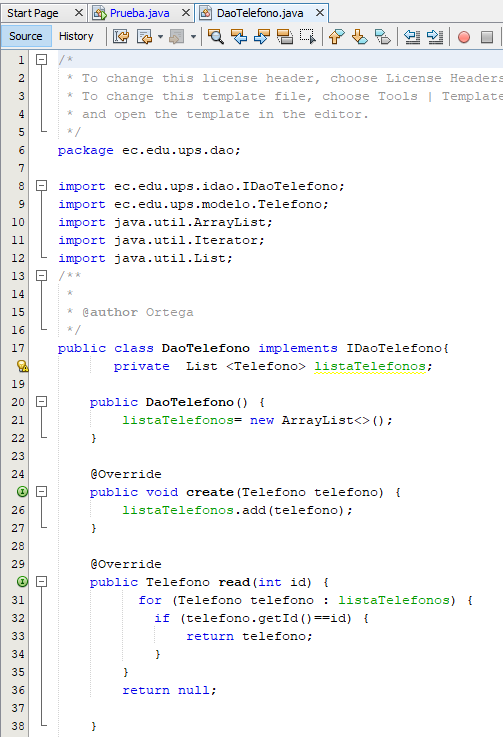 Start Page Prueba.java DaoTelefono.java
Source History
1 /*
2 * To change this license header, choose License Headers
3 * To change this template file, choose Tools | Template
4 * and open the template in the editor.
5 */
6 package ec.edu.ups.dao;
7
8 import ec.edu.ups.idao.IDaoTelefono;
9 import ec.edu.ups.modelo.Telefono;
10 import java.util.ArrayList;
11 import java.util.Iterator;
12 import java.util.List;
13 /**
14 *
15 * @author Ortega
16 */
17 public class DaoTelefono implements IDaoTelefono{
private  List <Telefono> listaTelefonos;
19
20 public DaoTelefono() {
21 listaTelefonos= new ArrayList<>();
22 }
23
24 @Override
public void create(Telefono telefono) {
26 listaTelefonos.add(telefono);
27 }
28
29 @Override
public Telefono read(int id) {
31 for (Telefono telefono : listaTelefonos) {
32 if (telefono.getId()==id) {
33 return telefono;
34 }
35 }
36 return null;
37
38 }